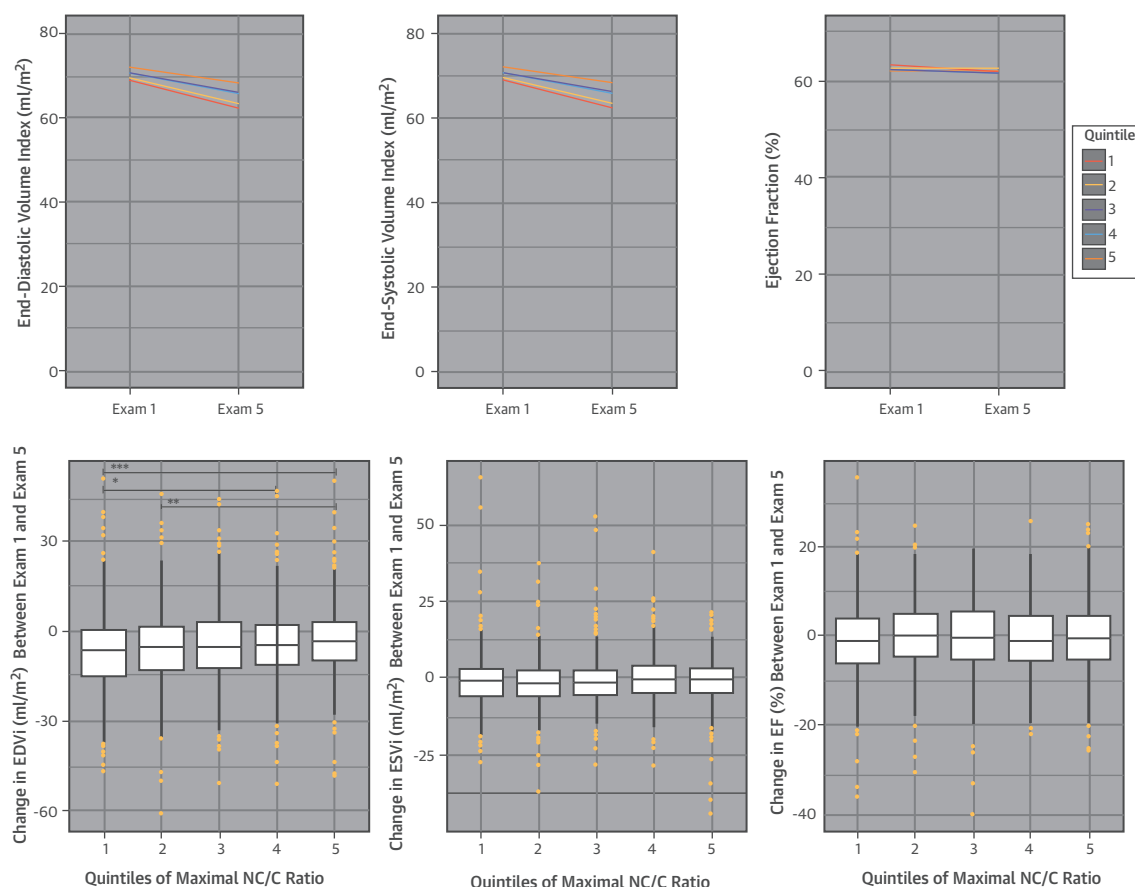 End-Diastolic Volume Index (ml/m²)
80
60
40
20
0
Exam 1
Exam 5
End-Systolic Volume Index (ml/m²)
80
60
40
20
0
Exam 1
Exam 5
Ejection Fraction (%)
60
40
20
0
Exam 1
Exam 5
Quintile
1
2
3
4
5
Change in EDVi (ml/m²) Between Exam 1 and Exam 5
30
0
-30
-60
***
*
**
1 2 3 4 5
Quintiles of Maximal NC/C Ratio
Change in ESVi (ml/m²) Between Exam 1 and Exam 5
50
25
0
-25
1 2 3 4 5
Quintiles of Maximal NC/C Ratio
Change in EF (%) Between Exam 1 and Exam 5
20
0
-20
-40
1 2 3 4 5
Quintiles of Maximal NC/C Ratio